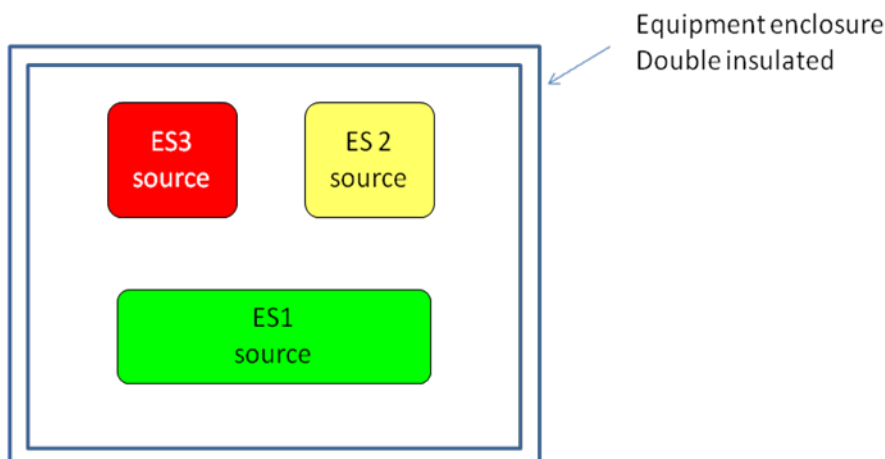 Equipment enclosure
Double insulated
ES3
source
ES 2
source
ES1
source